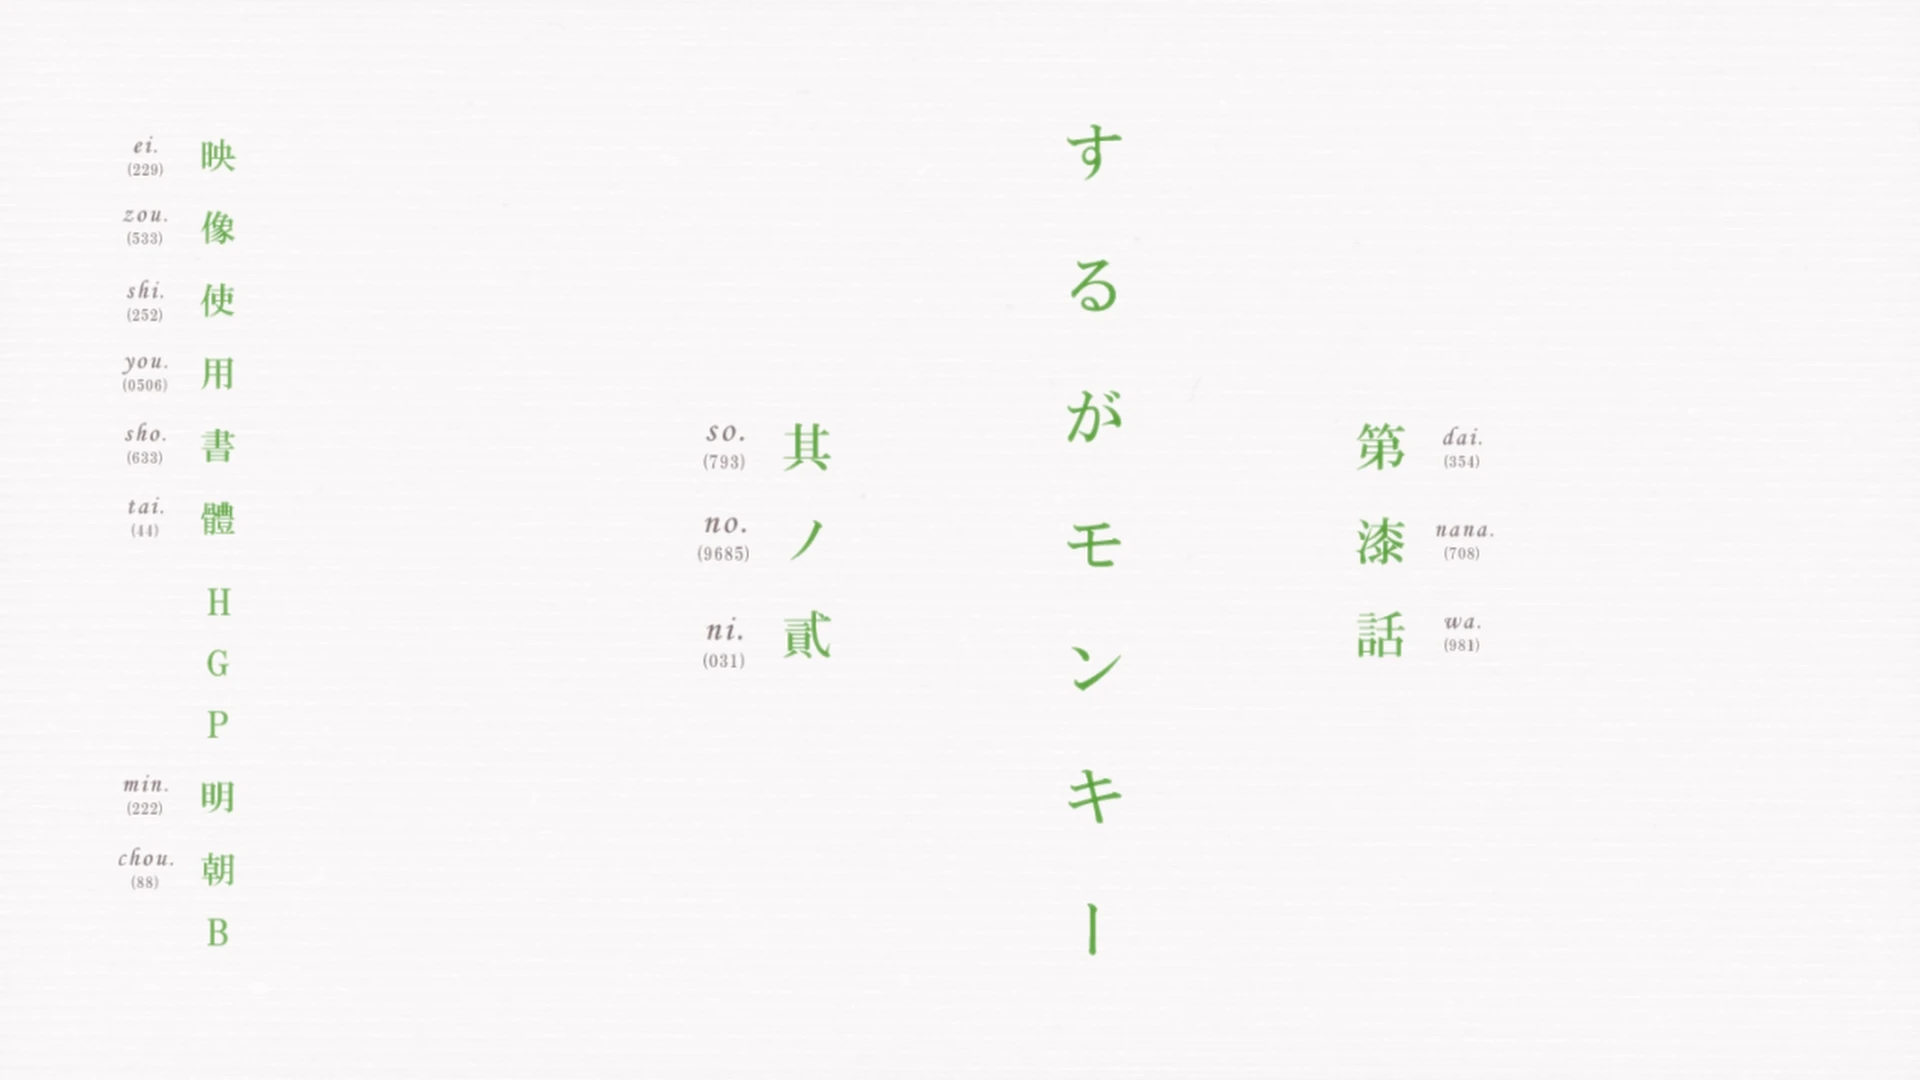 第漆話
dai.
(354)
nana.
(708)
wa.
(981)
するがモンキー
其ノ貳
so.
(793)
no.
(9685)
ni.
(031)
映像使用書體HGP明朝B
ei.
(229)
zou.
(533)
shi.
(252)
you.
(0506)
sho.
(633)
tai.
(44)
min.
(222)
chou.
(88)